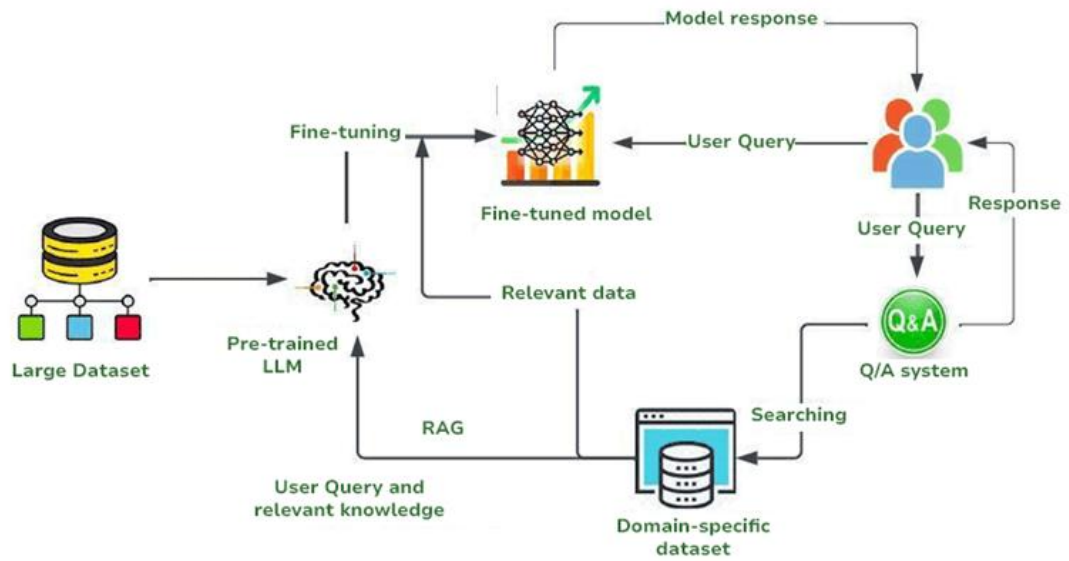 Model response
Fine-tuning
User Query
Fine-tuned model
Response
User Query
Relevant data
Q&A
Pre-trained
LLM
Large Dataset
Q/A system
Searching
RAG
User Query and
relevant knowledge
Domain-specific
dataset